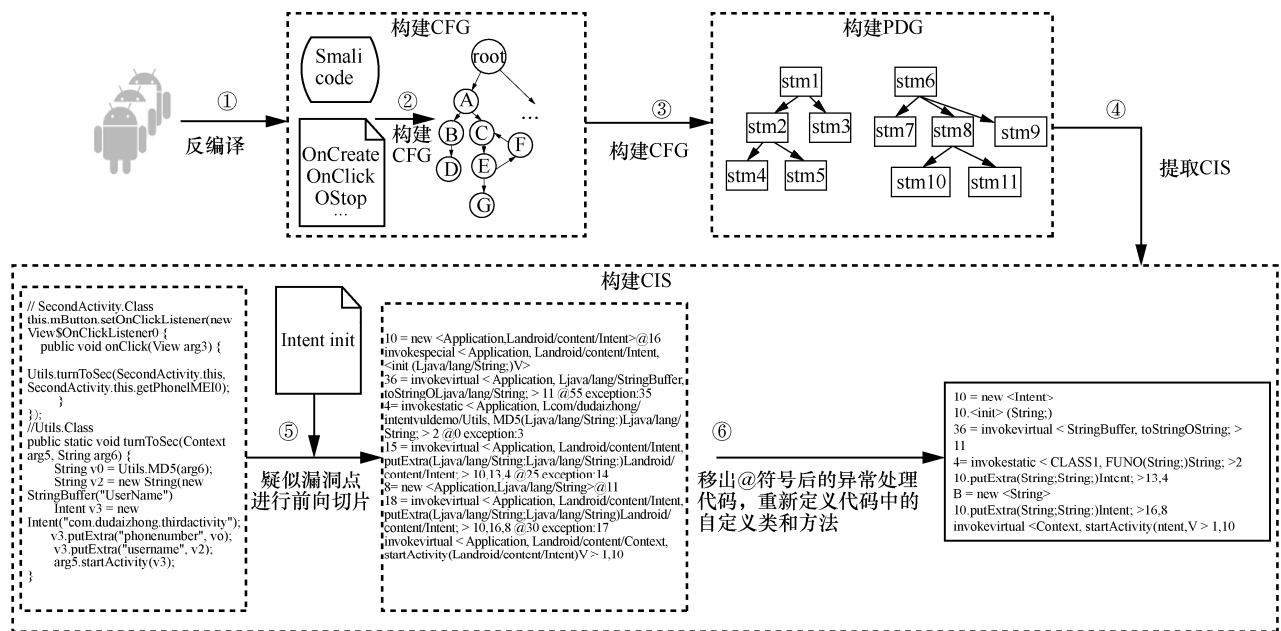 构建CFG
Smali
code
OnCreate
OnClick
OStop
…
①
反编译
②
构建
CFG
root
A
B
C
D
E
F
G
…
③
构建CFG
构建PDG
stm1
stm2
stm3
stm4
stm5
stm6
stm7
stm8
stm9
stm10
stm11
④
提取CIS
构建CIS
// SecondActivity.Class
this.mButton.setOnClickListener(new
View$OnClickListener0 {
public void onClick(View arg3) {
Utils.turnToSec(SecondActivity.this,
SecondActivity.this.getPhoneIMEI0);
}
});
//Utils.Class
public static void turnToSec(Context
arg5, String arg6) {
String v0 = Utils.MD5(arg6);
String v2 = new String(new
StringBuffer("UserName")
Intent v3 = new
Intent("com.dudaizhong.thirdactivity");
v3.putExtra("phonenumber", vo);
v3.putExtra("username", v2);
arg5.startActivity(v3);
}
Intent init
⑤
疑似漏洞点
进行前向切片
10 = new <Application,Landroid/content/Intent>@16
invokespecial < Application, Landroid/content/Intent,
<init (Ljava/lang/String;)V>
36 = invokevirtual < Application, Ljava/lang/StringBuffer,
toStringOLjava/lang/String; > 11 @55 exception:35
4= invokestatic < Application, Lcom/dudaizhong/
intentvuldemo/Utils, MD5(Ljava/lang/String:)Ljava/lang/
String; > 2 @0 exception:3
15 = invokevirtual < Application, Landroid/content/Intent,
putExtra(Ljava/lang/String:Ljava/lang/String:)Landroid/
content/Intent; > 10,13,4 @25 exception:14
8= new <Application,Ljava/lang/String>@11
18 = invokevirtual < Application, Landroid/content/Intent,
putExtra(Ljava/lang/String;Ljava/lang/String)Landroid/
content/Intent; > 10,16,8 @30 exception:17
invokevirtual < Application, Landroid/content/Context,
startActivity(Landroid/content/Intent)V > 1,10
⑥
移出@符号后的异常处理
代码，重新定义代码中的
自定义类和方法
10 = new <Intent>
10.<init> (String;)
36 = invokevirtual < StringBuffer, toStringOString; >
11
4= invokestatic < CLASS1, FUNO(String;)String; >2
10.putExtra(String;String;)Intent; >13,4
B = new <String>
10.putExtra(String;String:)Intent; >16,8
invokevirtual <Context, startActivity(ntent,V > 1,10